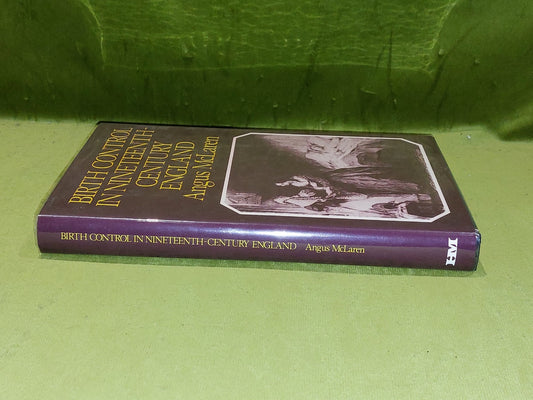 BIRTH CONTROL
IN NINETEENTH-
CENTURY
ENGLAND
Angus McLaren
BIRTH CONTROL IN NINETEENTH-CENTURY ENGLAND Angus McLaren HM